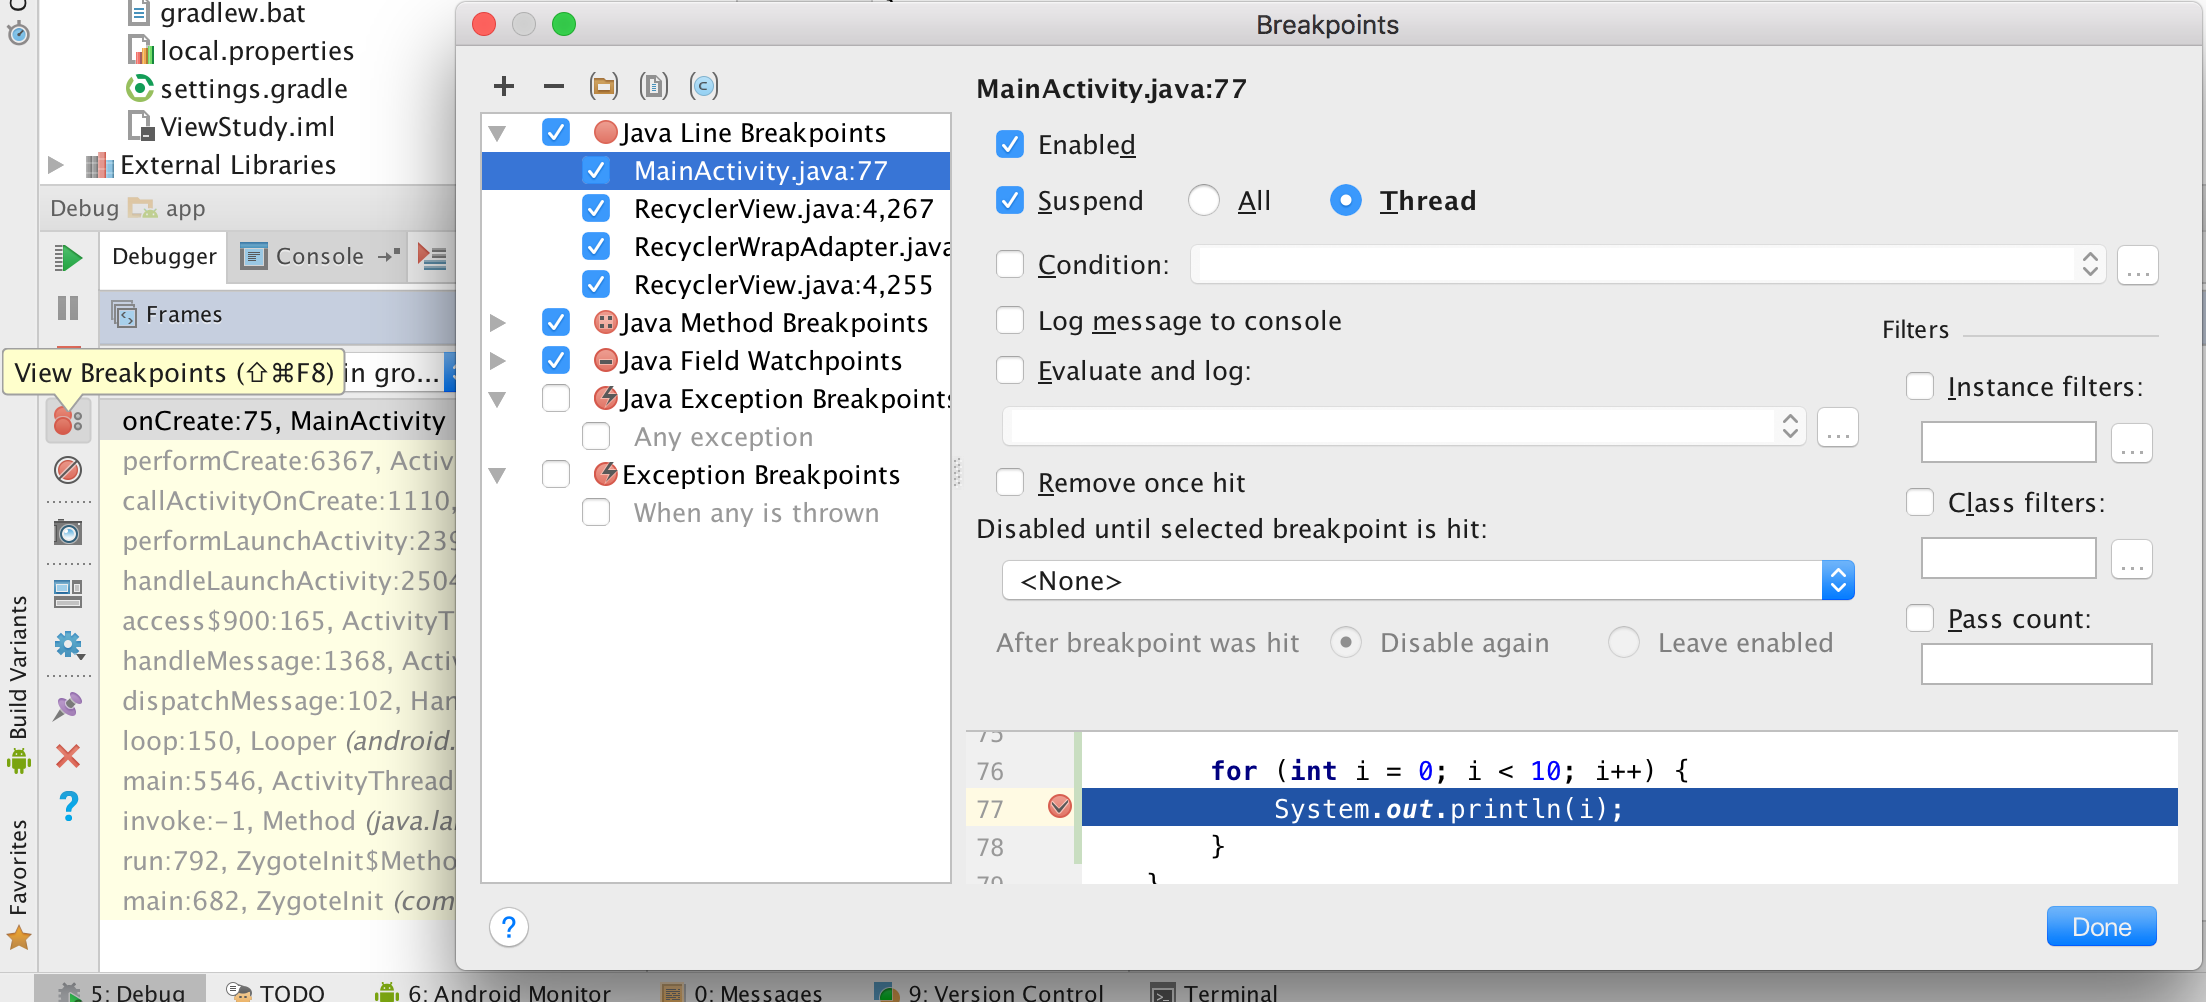 gradlew.bat
local.properties
settings.gradle
ViewStudy.iml
External Libraries
Debug app
Debugger
Console
Frames
View Breakpoints (⇧⌘F8)
in gro...
onCreate:75, MainActivity
performCreate:6367, Activ
callActivityOnCreate:1110,
performLaunchActivity:239
handleLaunchActivity:2504
access$900:165, ActivityT
handleMessage:1368, Activ
dispatchMessage:102, Han
loop:150, Looper (android.
main:5546, ActivityThread
invoke:-1, Method (java.la
run:792, ZygoteInit$Metho
main:682, ZygoteInit (com
Build Variants
Favorites
Breakpoints
Java Line Breakpoints
MainActivity.java:77
RecyclerView.java:4,267
RecyclerWrapAdapter.java
RecyclerView.java:4,255
Java Method Breakpoints
Java Field Watchpoints
Java Exception Breakpoints
Any exception
Exception Breakpoints
When any is thrown
MainActivity.java:77
Enabled
Suspend All Thread
Condition:
...
Log message to console
Evaluate and log:
...
Remove once hit
Disabled until selected breakpoint is hit:
<None>
After breakpoint was hit Disable again Leave enabled
Filters
Instance filters:
...
Class filters:
...
Pass count:
75
76 for (int i = 0; i < 10; i++) {
77 System.out.println(i);
78 }
79 }
?
Done
5: Debug TODO 6: Android Monitor 0: Messages 9: Version Control Terminal